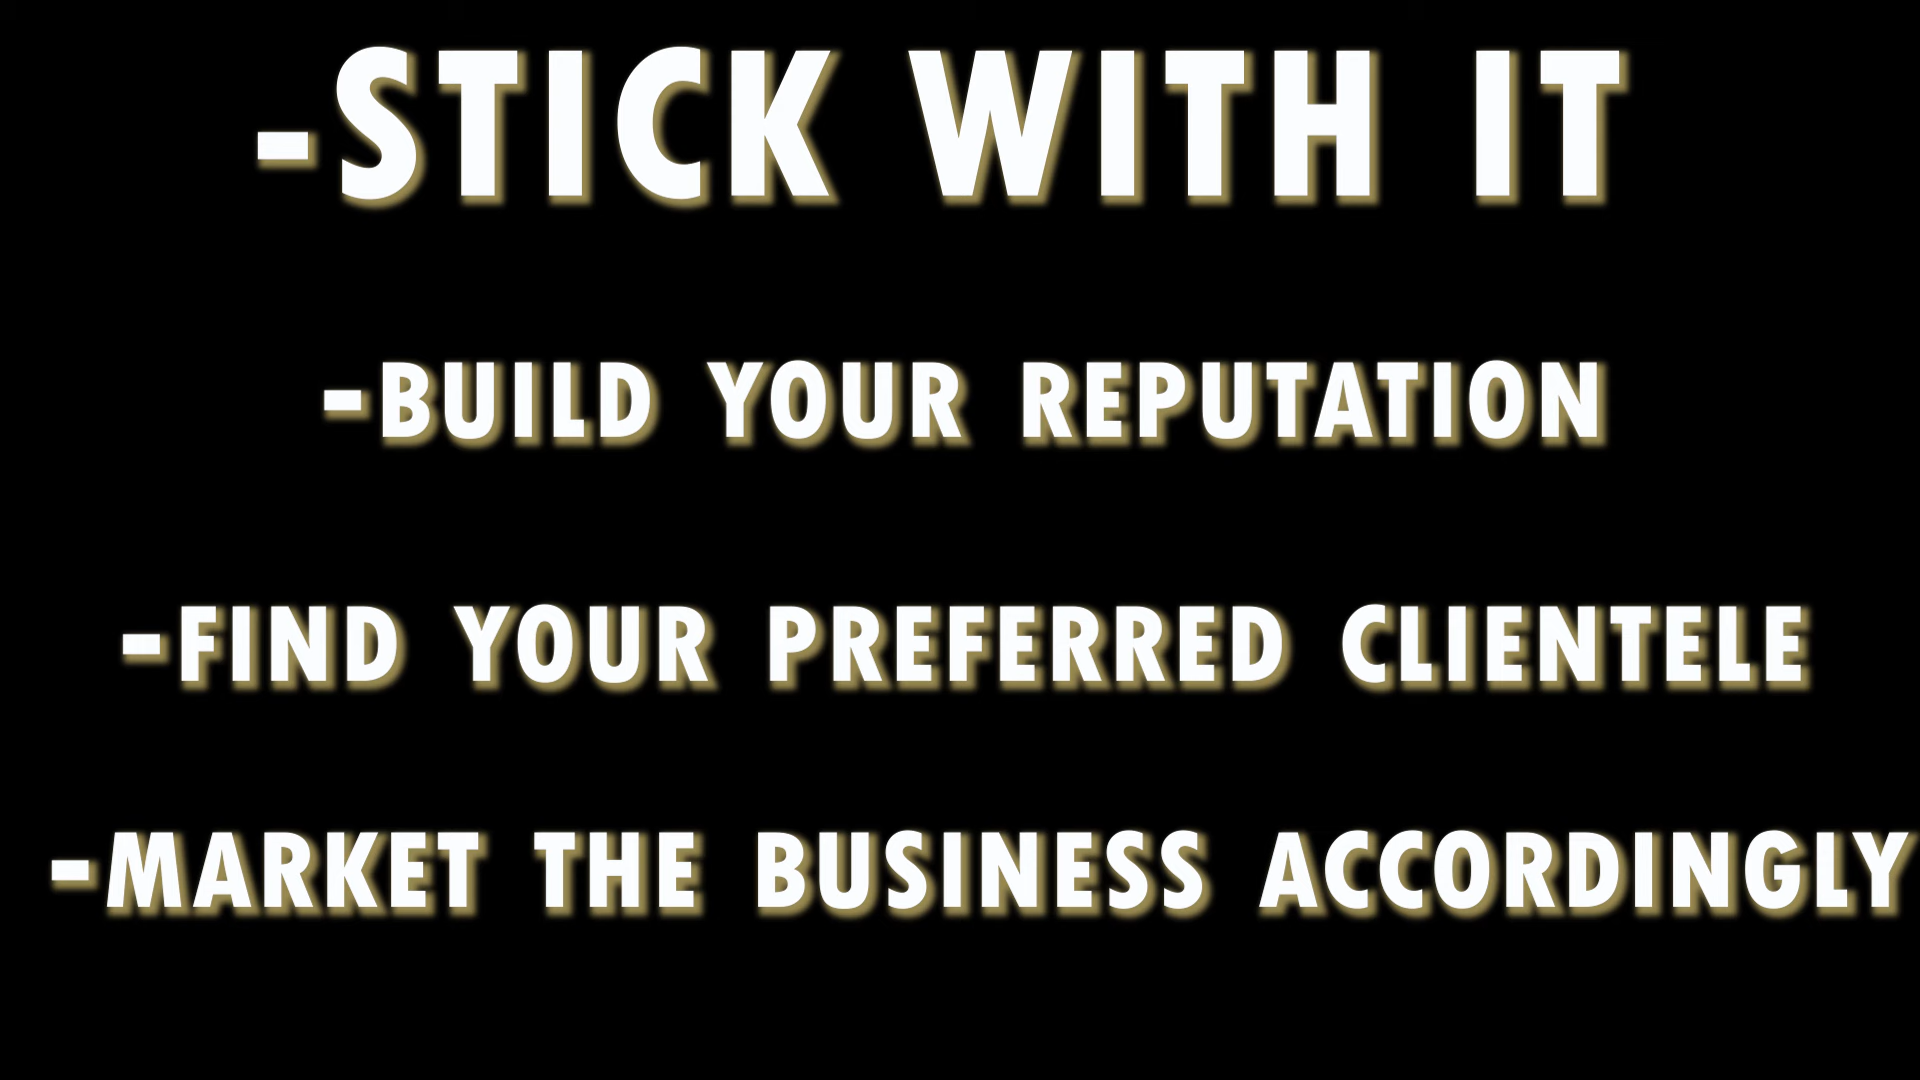 -STICK WITH IT
-BUILD YOUR REPUTATION
-FIND YOUR PREFERRED CLIENTELE
-MARKET THE BUSINESS ACCORDINGLY